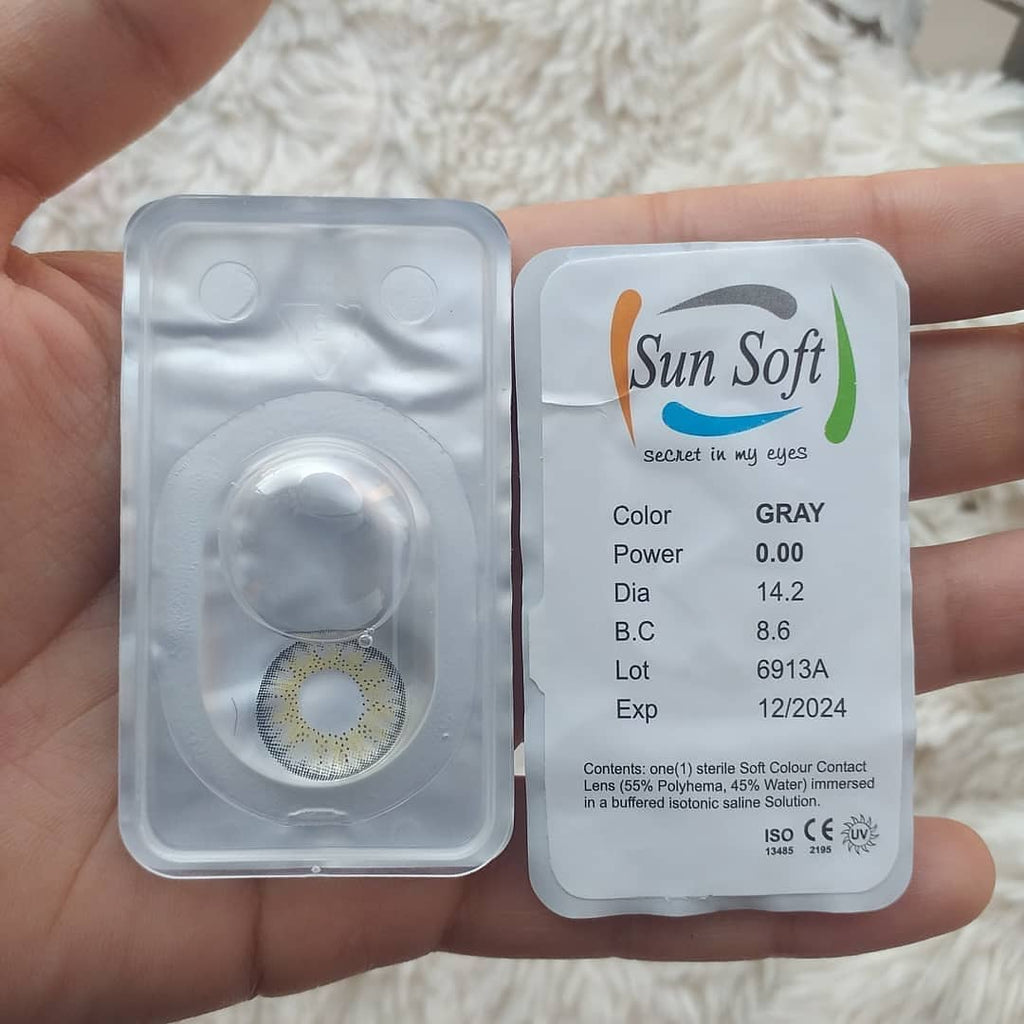 Sun Soft
secret in my eyes
Color GRAY
Power 0.00
Dia 14.2
B.C 8.6
Lot 6913A
Exp 12/2024
Contents: one(1) sterile Soft Colour Contact
Lens (55% Polyhema, 45% Water) immersed
in a buffered isotonic saline Solution.
ISO CE UV
13485 2195